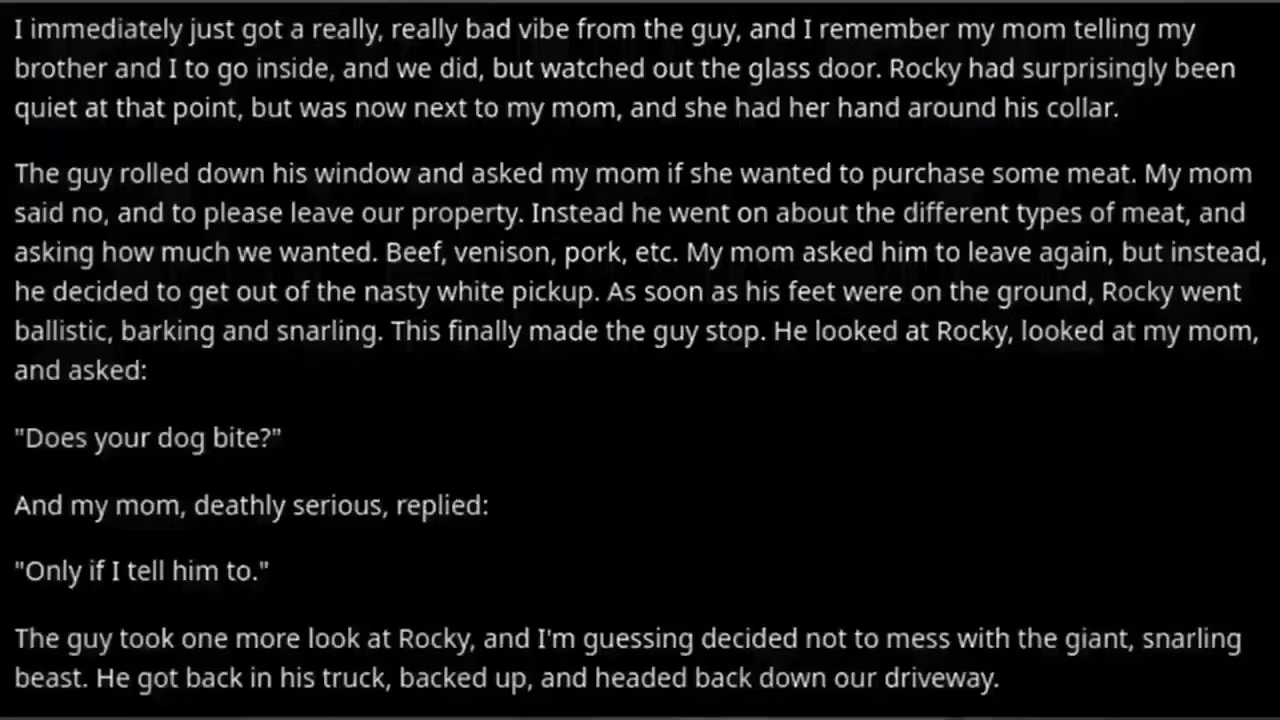 I immediately just got a really, really bad vibe from the guy, and I remember my mom telling my
brother and I to go inside, and we did, but watched out the glass door. Rocky had surprisingly been
quiet at that point, but was now next to my mom, and she had her hand around his collar.
The guy rolled down his window and asked my mom if she wanted to purchase some meat. My mom
said no, and to please leave our property. Instead he went on about the different types of meat, and
asking how much we wanted. Beef, venison, pork, etc. My mom asked him to leave again, but instead,
he decided to get out of the nasty white pickup. As soon as his feet were on the ground, Rocky went
ballistic, barking and snarling. This finally made the guy stop. He looked at Rocky, looked at my mom,
and asked:
"Does your dog bite?"
And my mom, deathly serious, replied:
"Only if I tell him to."
The guy took one more look at Rocky, and I'm guessing decided not to mess with the giant, snarling
beast. He got back in his truck, backed up, and headed back down our driveway.